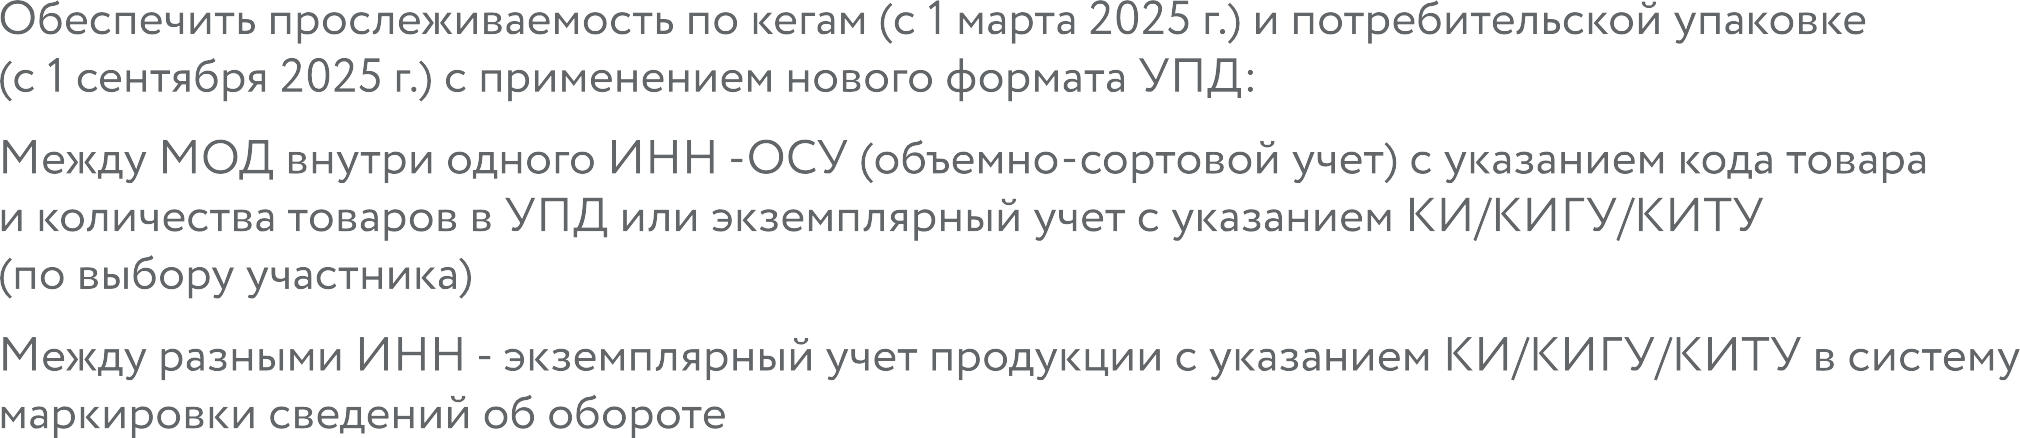 Обеспечить прослеживаемость по кегам (с 1 марта 2025 г.) и потребительской упаковке
(с 1 сентября 2025 г.) с применением нового формата УПД:
Между МОД внутри одного ИНН -ОСУ (объемно-сортовой учет) с указанием кода товара
и количества товаров в УПД или экземплярный учет с указанием КИ/КИГУ/КИТУ
(по выбору участника)
Между разными ИНН - экземплярный учет продукции с указанием КИ/КИГУ/КИТУ в систему
маркировки сведений об обороте